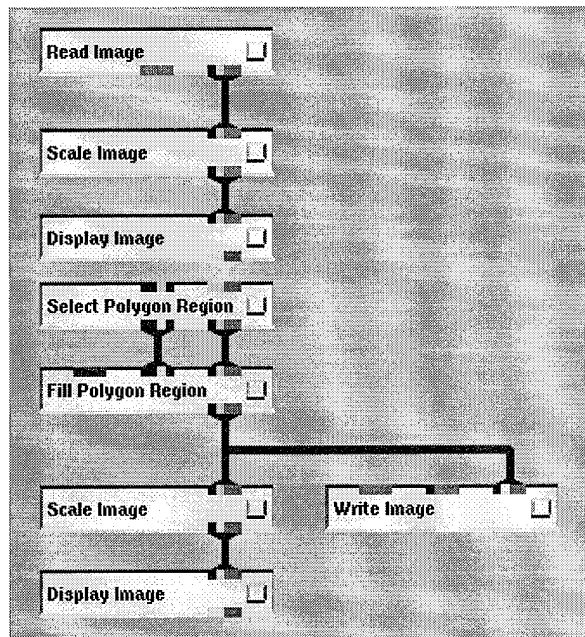 Read Image
Scale Image
Display Image
Select Polygon Region
Fill Polygon Region
Scale Image
Write Image
Display Image